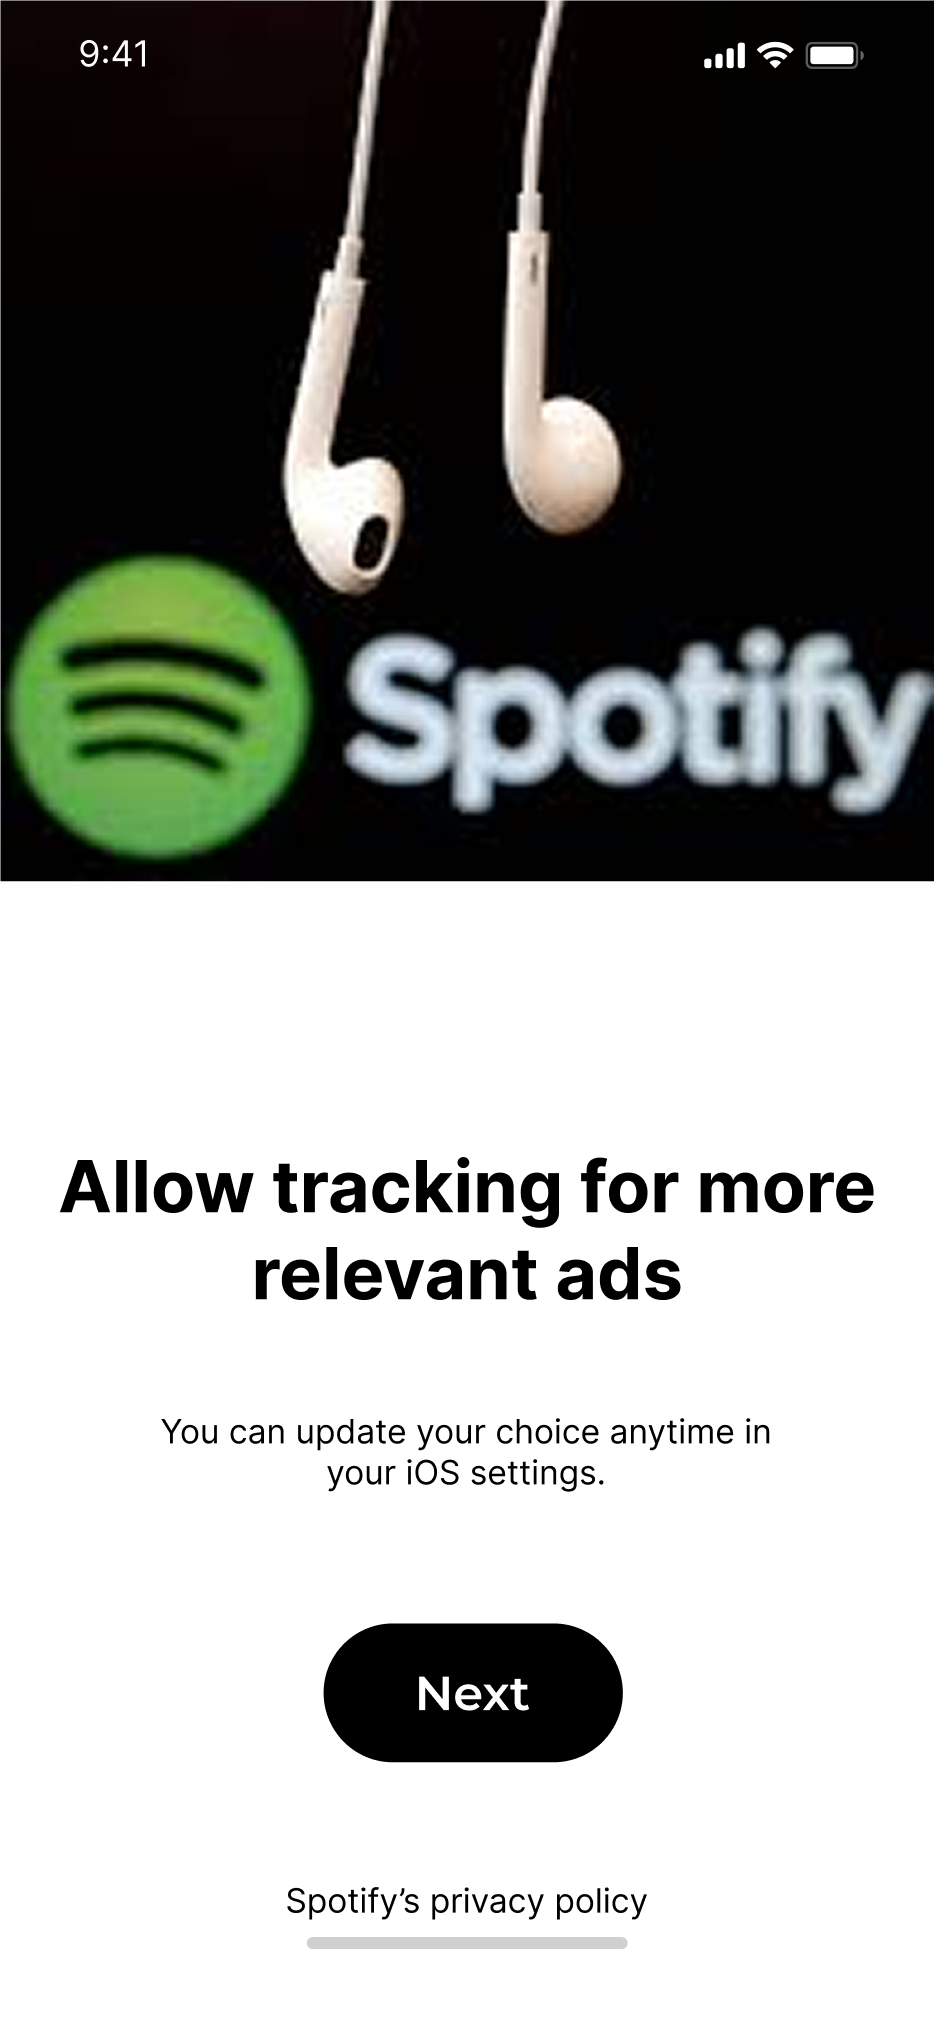 9:41
Spotify
Allow tracking for more
relevant ads
You can update your choice anytime in
your iOS settings.
Next
Spotify’s privacy policy